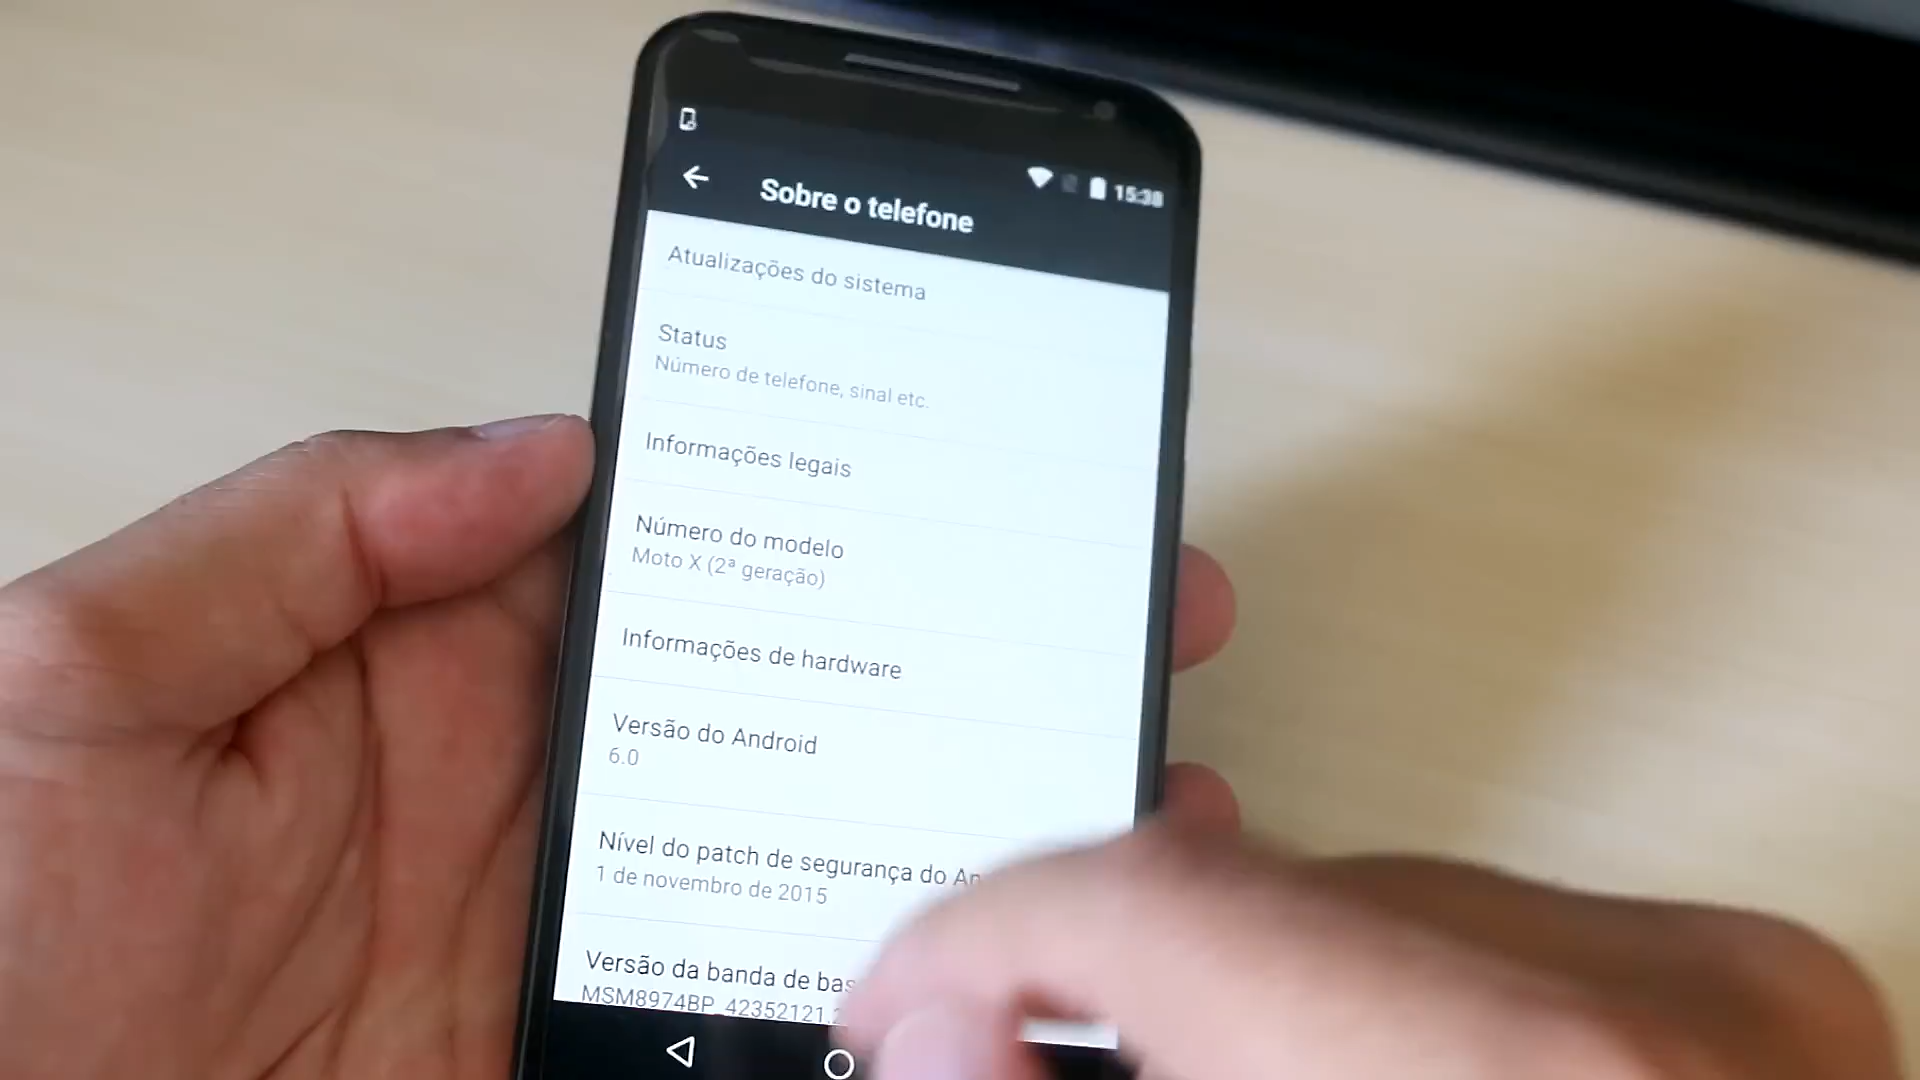 15:38
Sobre o telefone
Atualizações do sistema
Status
Número de telefone, sinal etc.
Informações legais
Número do modelo
Moto X (2ª geração)
Informações de hardware
Versão do Android
6.0
Nível do patch de segurança do
1 de novembro de 2015
Versão da banda de
MSM8974BP_42352121.